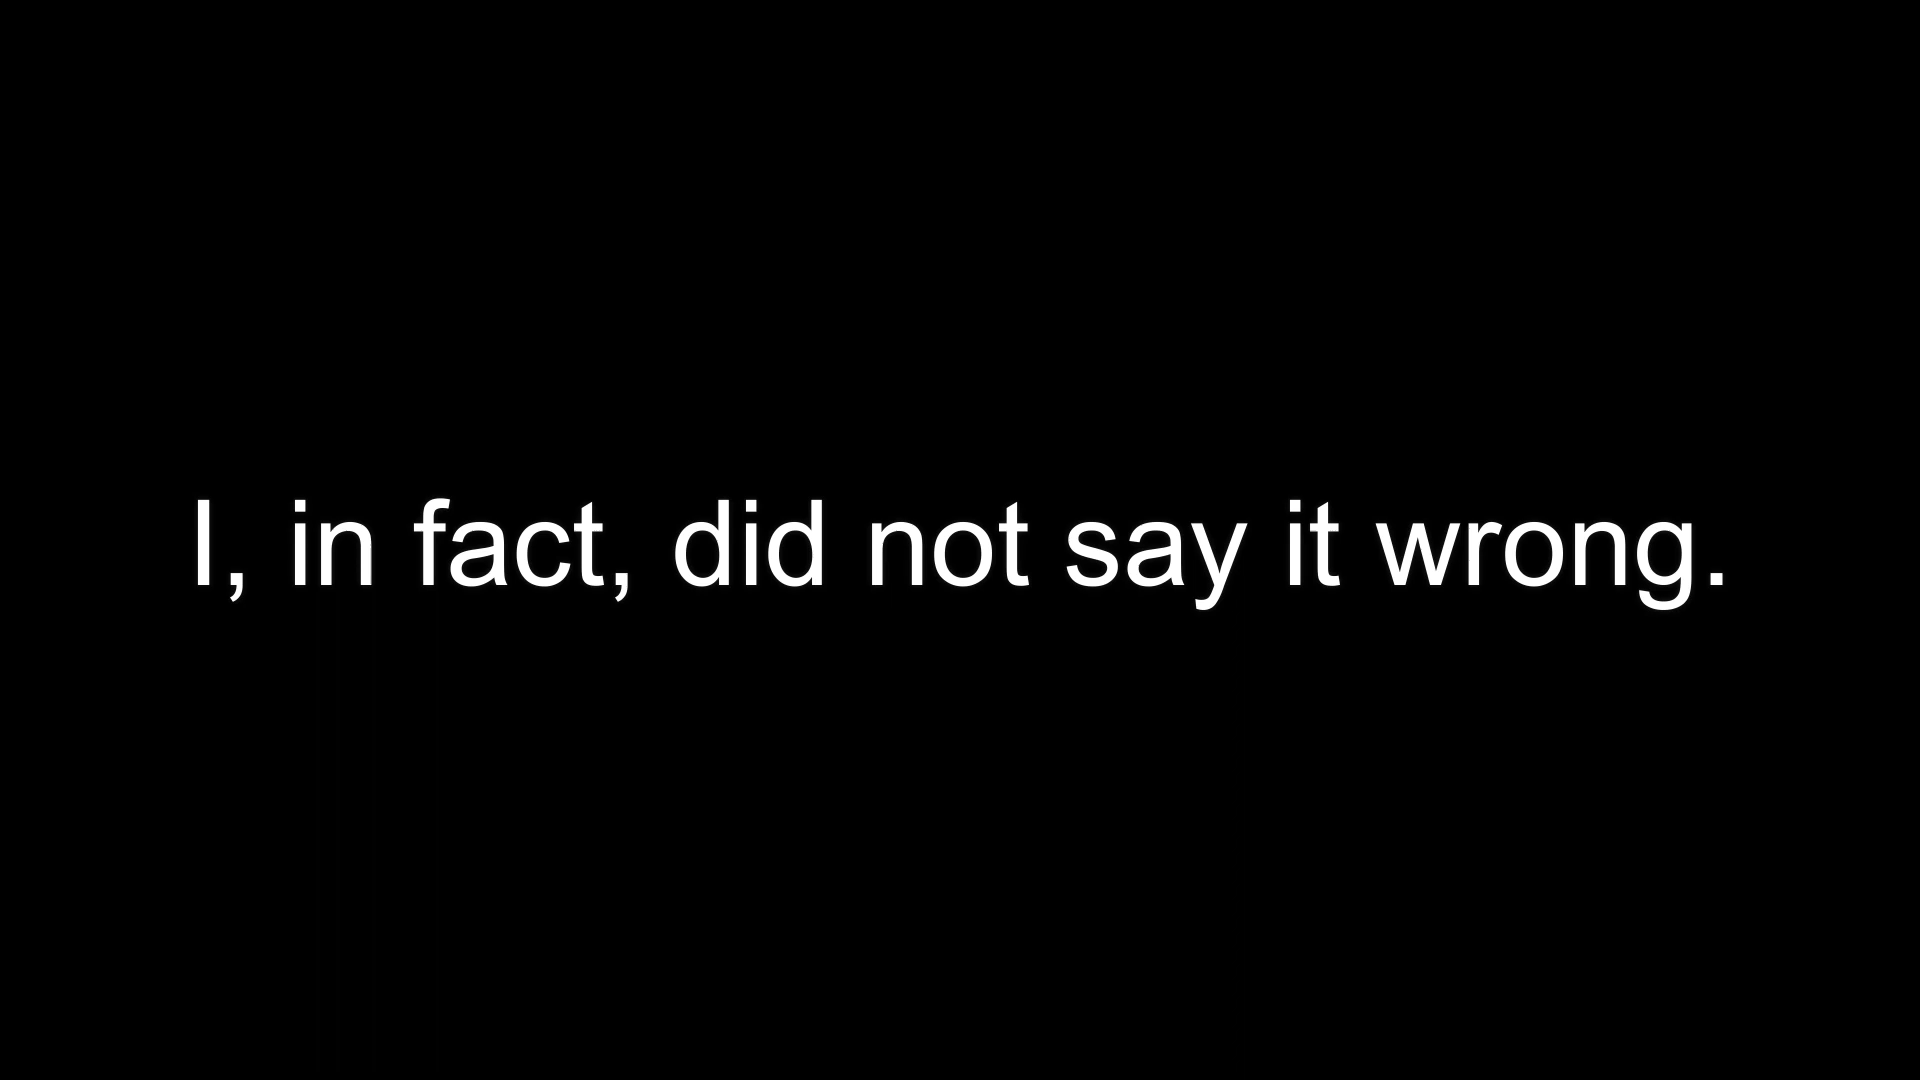 I, in fact, did not say it wrong.